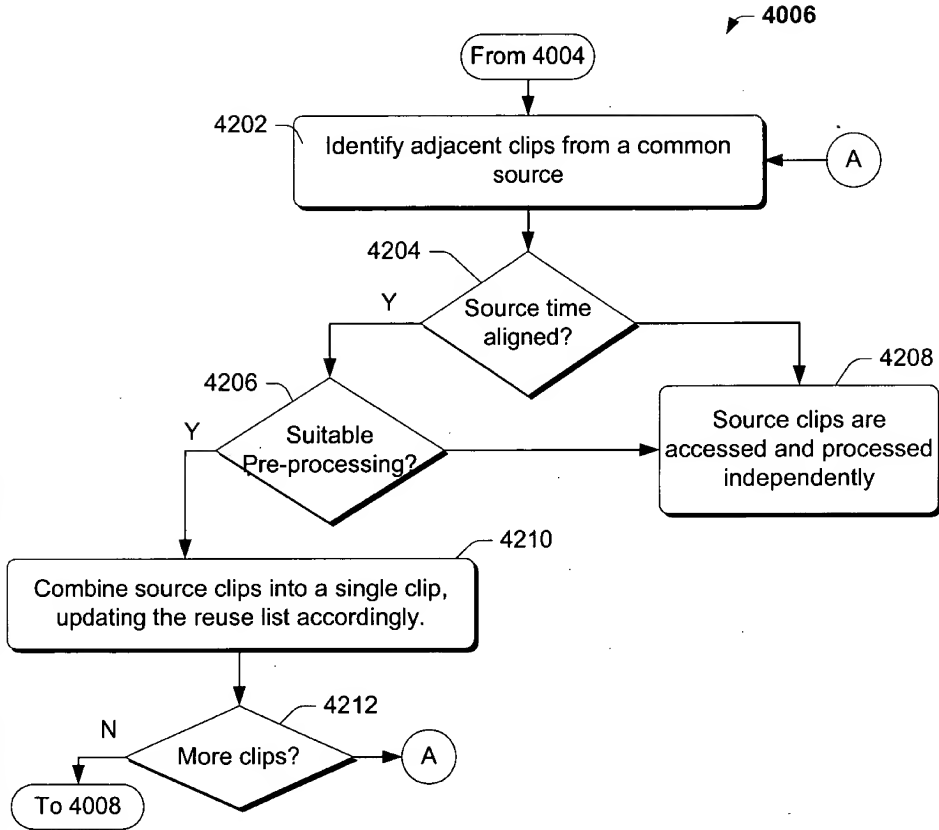 4006
From 4004
4202
Identify adjacent clips from a common
source
A
4204
Y
Source time
aligned?
4206
Y
Suitable
Pre-processing?
4208
Source clips are
accessed and processed
independently
4210
Combine source clips into a single clip,
updating the reuse list accordingly.
4212
N
More clips?
A
To 4008